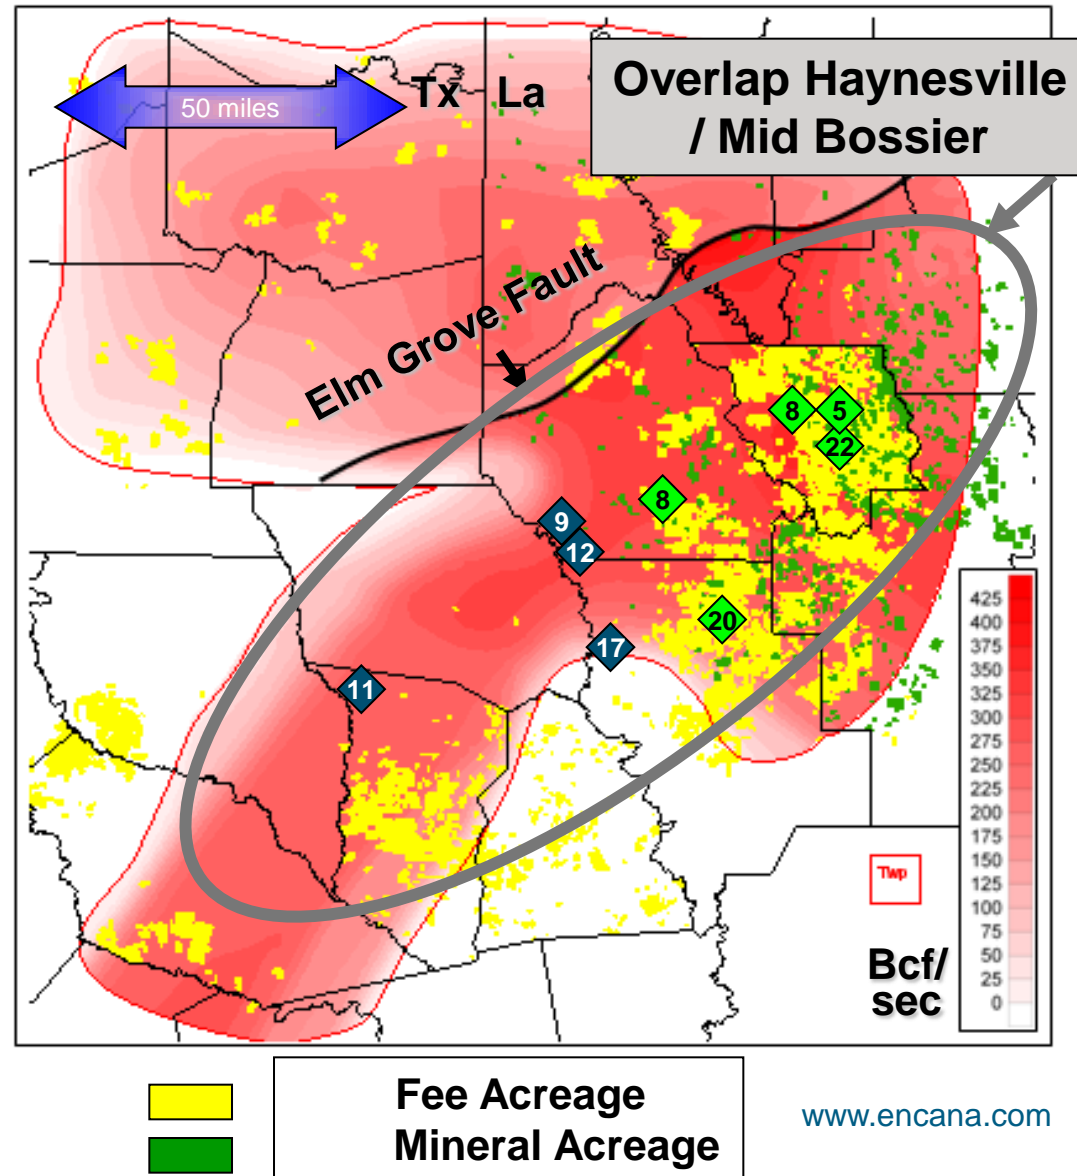 50 miles
Tx
La
Overlap Haynesville
/ Mid Bossier
Elm Grove Fault
8
5
22
8
9
12
20
17
11
425
400
375
350
325
300
275
250
225
200
175
150
125
100
75
50
25
0
Twp
Bcf/
sec
Fee Acreage
Mineral Acreage
www.encana.com